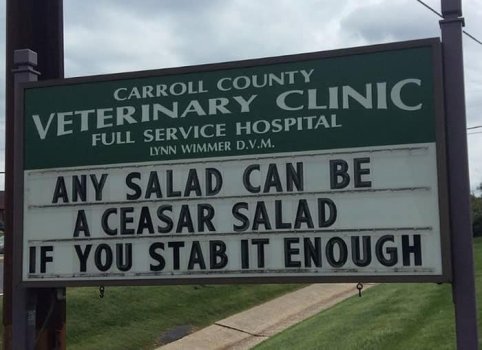 CARROLL COUNTY
VETERINARY CLINIC
FULL SERVICE HOSPITAL
LYNN WIMMER D.V.M.
ANY SALAD CAN BE
A CEASAR SALAD
IF YOU STAB IT ENOUGH